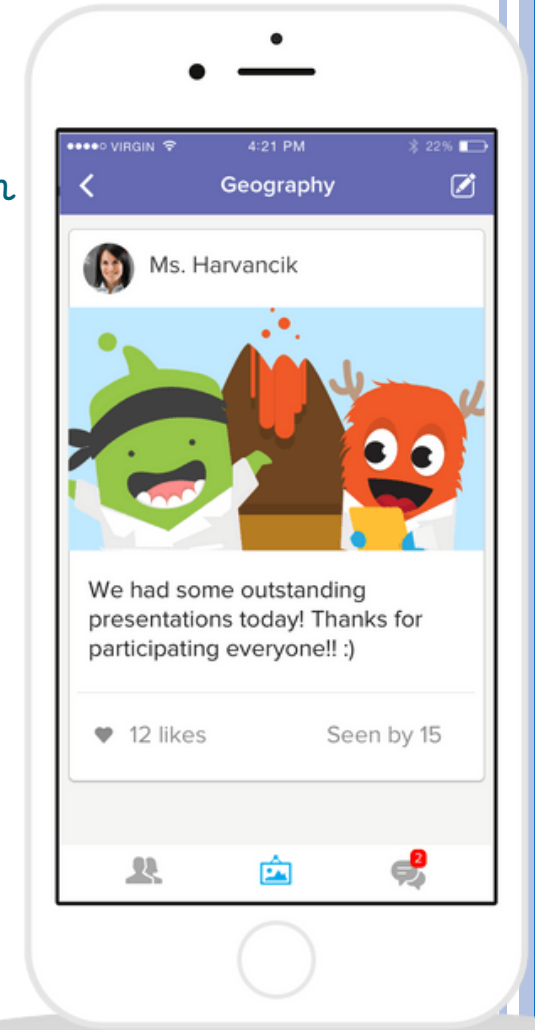 VIRGIN 4:21 PM 22%
Geography
Ms. Harvancik
We had some outstanding
presentations today! Thanks for
participating everyone!! :)
12 likes Seen by 15
2